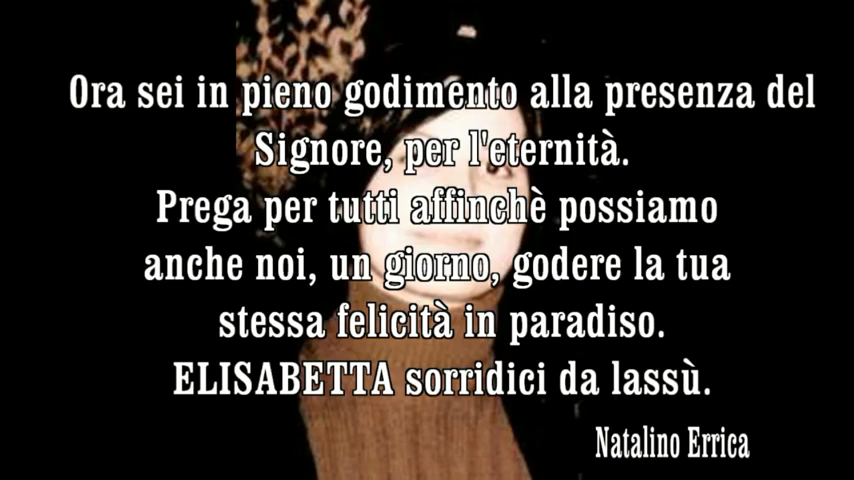 Ora sei in pieno godimento alla presenza del
Signore, per l'eternità.
Prega per tutti affinchè possiamo
anche noi, un giorno, godere la tua
stessa felicità in paradiso.
ELISABETTA sorridici da lassù.
Natalino Errica